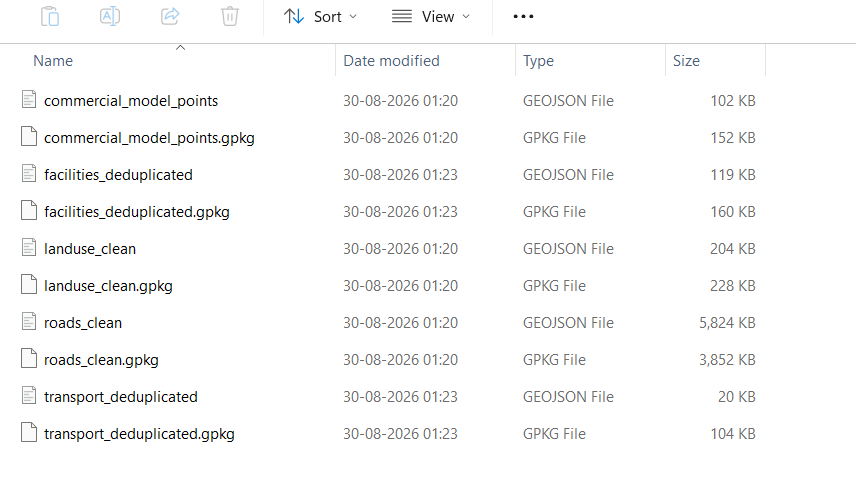 Sort View •••
Name Date modified Type Size
commercial_model_points 30-08-2026 01:20 GEOJSON File 102 KB
commercial_model_points.gpkg 30-08-2026 01:20 GPKG File 152 KB
facilities_deduplicated 30-08-2026 01:23 GEOJSON File 119 KB
facilities_deduplicated.gpkg 30-08-2026 01:23 GPKG File 160 KB
landuse_clean 30-08-2026 01:20 GEOJSON File 204 KB
landuse_clean.gpkg 30-08-2026 01:20 GPKG File 228 KB
roads_clean 30-08-2026 01:20 GEOJSON File 5,824 KB
roads_clean.gpkg 30-08-2026 01:20 GPKG File 3,852 KB
transport_deduplicated 30-08-2026 01:23 GEOJSON File 20 KB
transport_deduplicated.gpkg 30-08-2026 01:23 GPKG File 104 KB